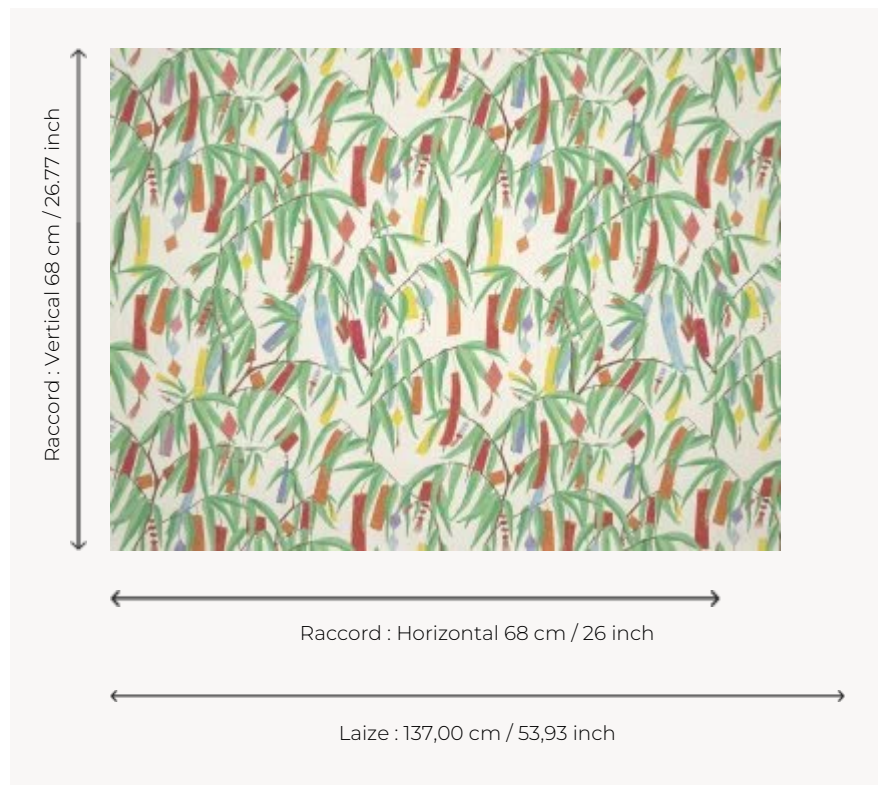 Raccord : Vertical 68 cm / 26.77 inch
Raccord : Horizontal 68 cm / 26 inch
Laize : 137,00 cm / 53,93 inch